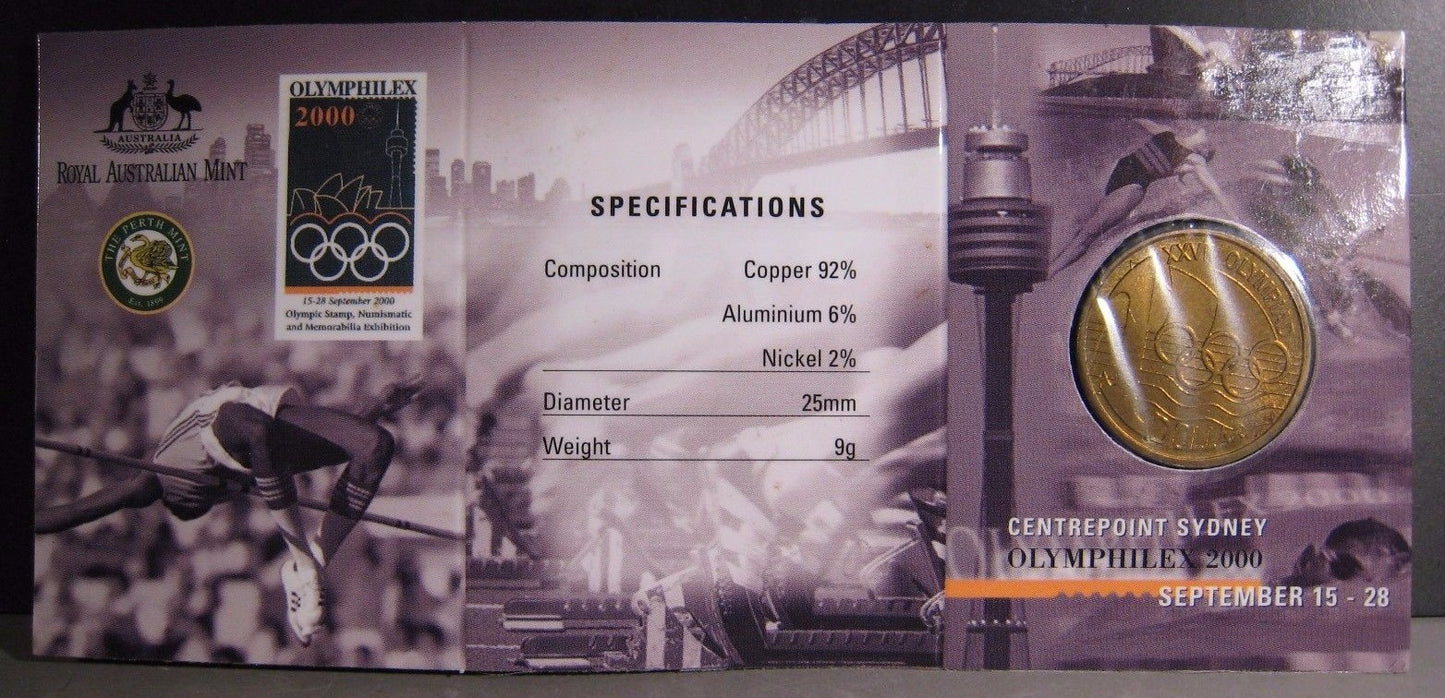 AUSTRALIA
ROYAL AUSTRALIAN MINT
THE PERTH MINT
Est. 1899
OLYMPHILEX
2000
15-28 September 2000
Olympic Stamp, Numismatic
and Memorabilia Exhibition
SPECIFICATIONS
Composition Copper 92%
Aluminium 6%
Nickel 2%
Diameter 25mm
Weight 9g
XXVI OLYMPIAD
CENTREPOINT SYDNEY
OLYMPHILEX 2000
SEPTEMBER 15 - 28